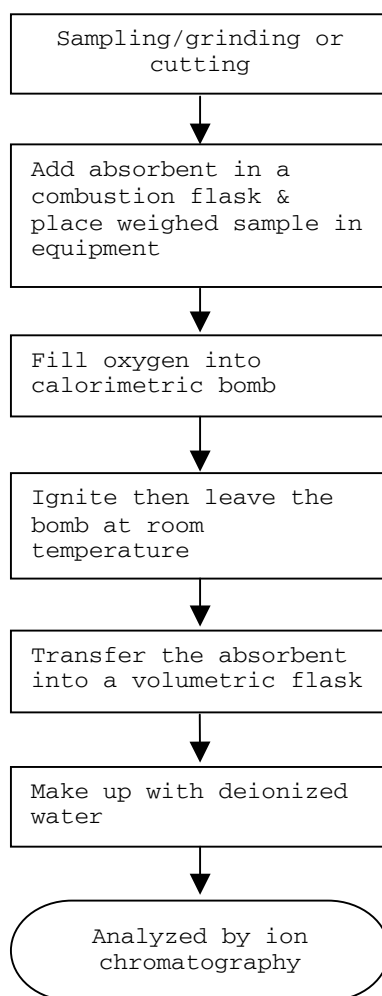 Sampling/grinding or
cutting
Add absorbent in a
combustion flask &
place weighed sample in
equipment
Fill oxygen into
calorimetric bomb
Ignite then leave the
bomb at room
temperature
Transfer the absorbent
into a volumetric flask
Make up with deionized
water
Analyzed by ion
chromatography